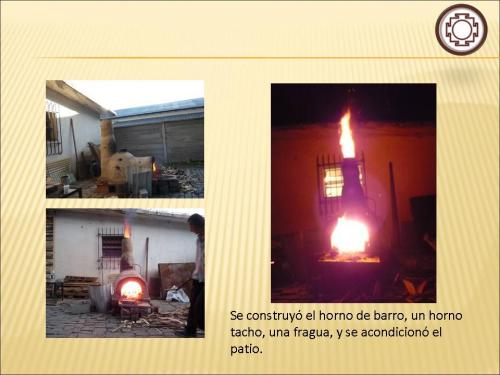 Se construyó el horno de barro, un horno
tacho, una fragua, y se acondicionó el
patio.